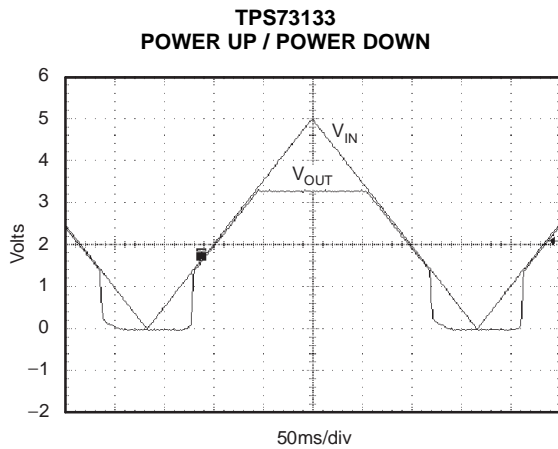 TPS73133
POWER UP / POWER DOWN
6
5
4
3
2
1
0
−1
−2
Volts
VIN
VOUT
50ms/div